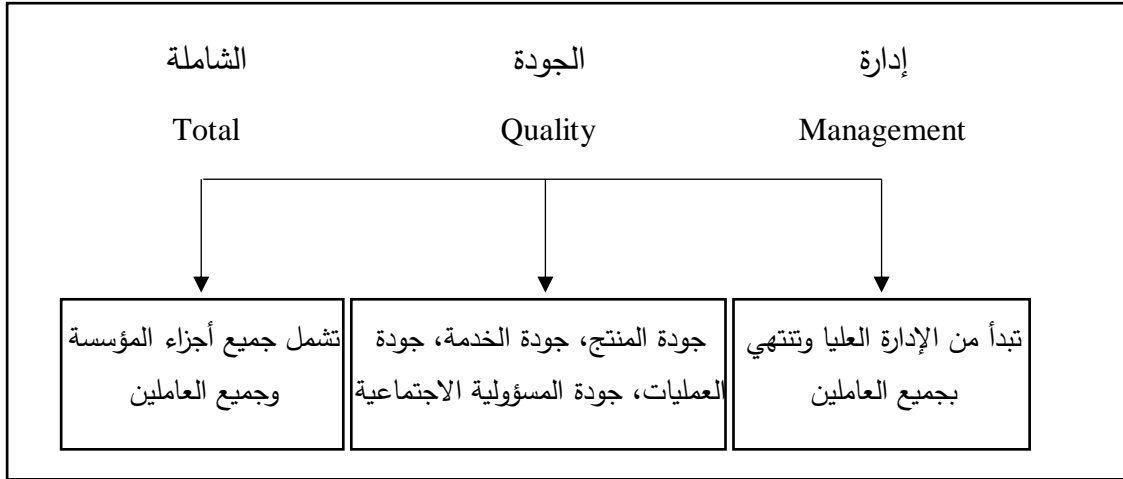 إدارة الجودة الشاملة
Management Quality Total
تبدأ من الإدارة العليا وتنتهي
بجميع العاملين
جودة المنتج، جودة الخدمة، جودة
العمليات، جودة المسؤولية الاجتماعية
تشمل جميع أجزاء المؤسسة
وجميع العاملين